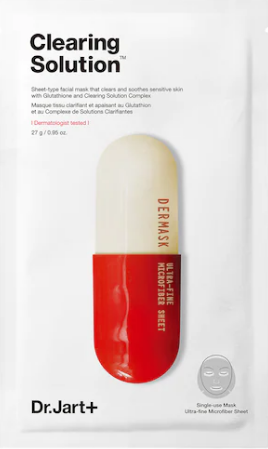 Clearing
Solution™
Sheet-type facial mask that clears and soothes sensitive skin
with Glutathione and Clearing Solution Complex
Masque tissu clarifiant et apaisant au Glutathion
et au Complexe de Solutions Clarifiantes
| Dermatologist tested |
27 g / 0.95 oz.
DERMASK
ULTRA-FINE
MICROFIBER SHEET
Dr.Jart+
Single-use Mask
Ultra-fine Microfiber Sheet